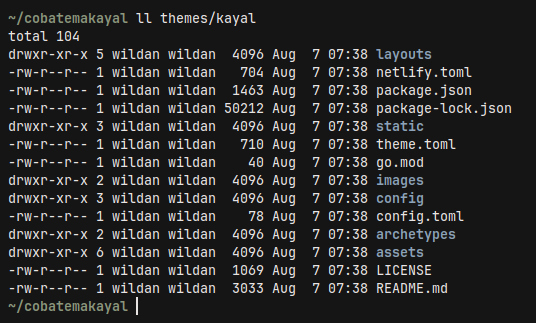 ~/cobatemakayal ll themes/kayal
total 104
drwxr-xr-x 5 wildan wildan  4096 Aug  7 07:38 layouts
-rw-r--r-- 1 wildan wildan   704 Aug  7 07:38 netlify.toml
-rw-r--r-- 1 wildan wildan  1463 Aug  7 07:38 package.json
-rw-r--r-- 1 wildan wildan 50212 Aug  7 07:38 package-lock.json
drwxr-xr-x 3 wildan wildan  4096 Aug  7 07:38 static
-rw-r--r-- 1 wildan wildan   710 Aug  7 07:38 theme.toml
-rw-r--r-- 1 wildan wildan    40 Aug  7 07:38 go.mod
drwxr-xr-x 2 wildan wildan  4096 Aug  7 07:38 images
drwxr-xr-x 3 wildan wildan  4096 Aug  7 07:38 config
-rw-r--r-- 1 wildan wildan    78 Aug  7 07:38 config.toml
drwxr-xr-x 2 wildan wildan  4096 Aug  7 07:38 archetypes
drwxr-xr-x 6 wildan wildan  4096 Aug  7 07:38 assets
-rw-r--r-- 1 wildan wildan  1069 Aug  7 07:38 LICENSE
-rw-r--r-- 1 wildan wildan  3033 Aug  7 07:38 README.md
~/cobatemakayal